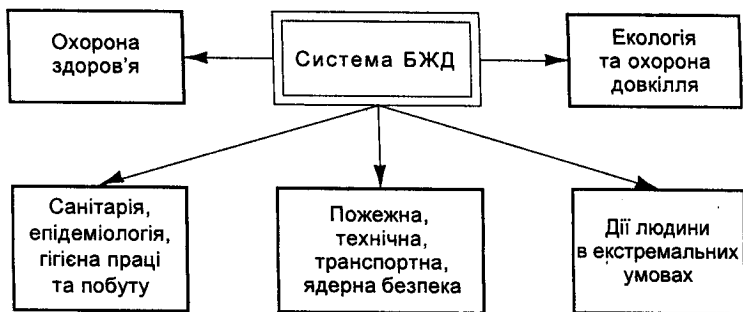 Охорона
здоров'я
Система БЖД
Екологія
та охорона
довкілля
Санітарія,
епідеміологія,
гігієна праці
та побуту
Пожежна,
технічна,
транспортна,
ядерна безпека
Дії людини
в екстремальних
умовах